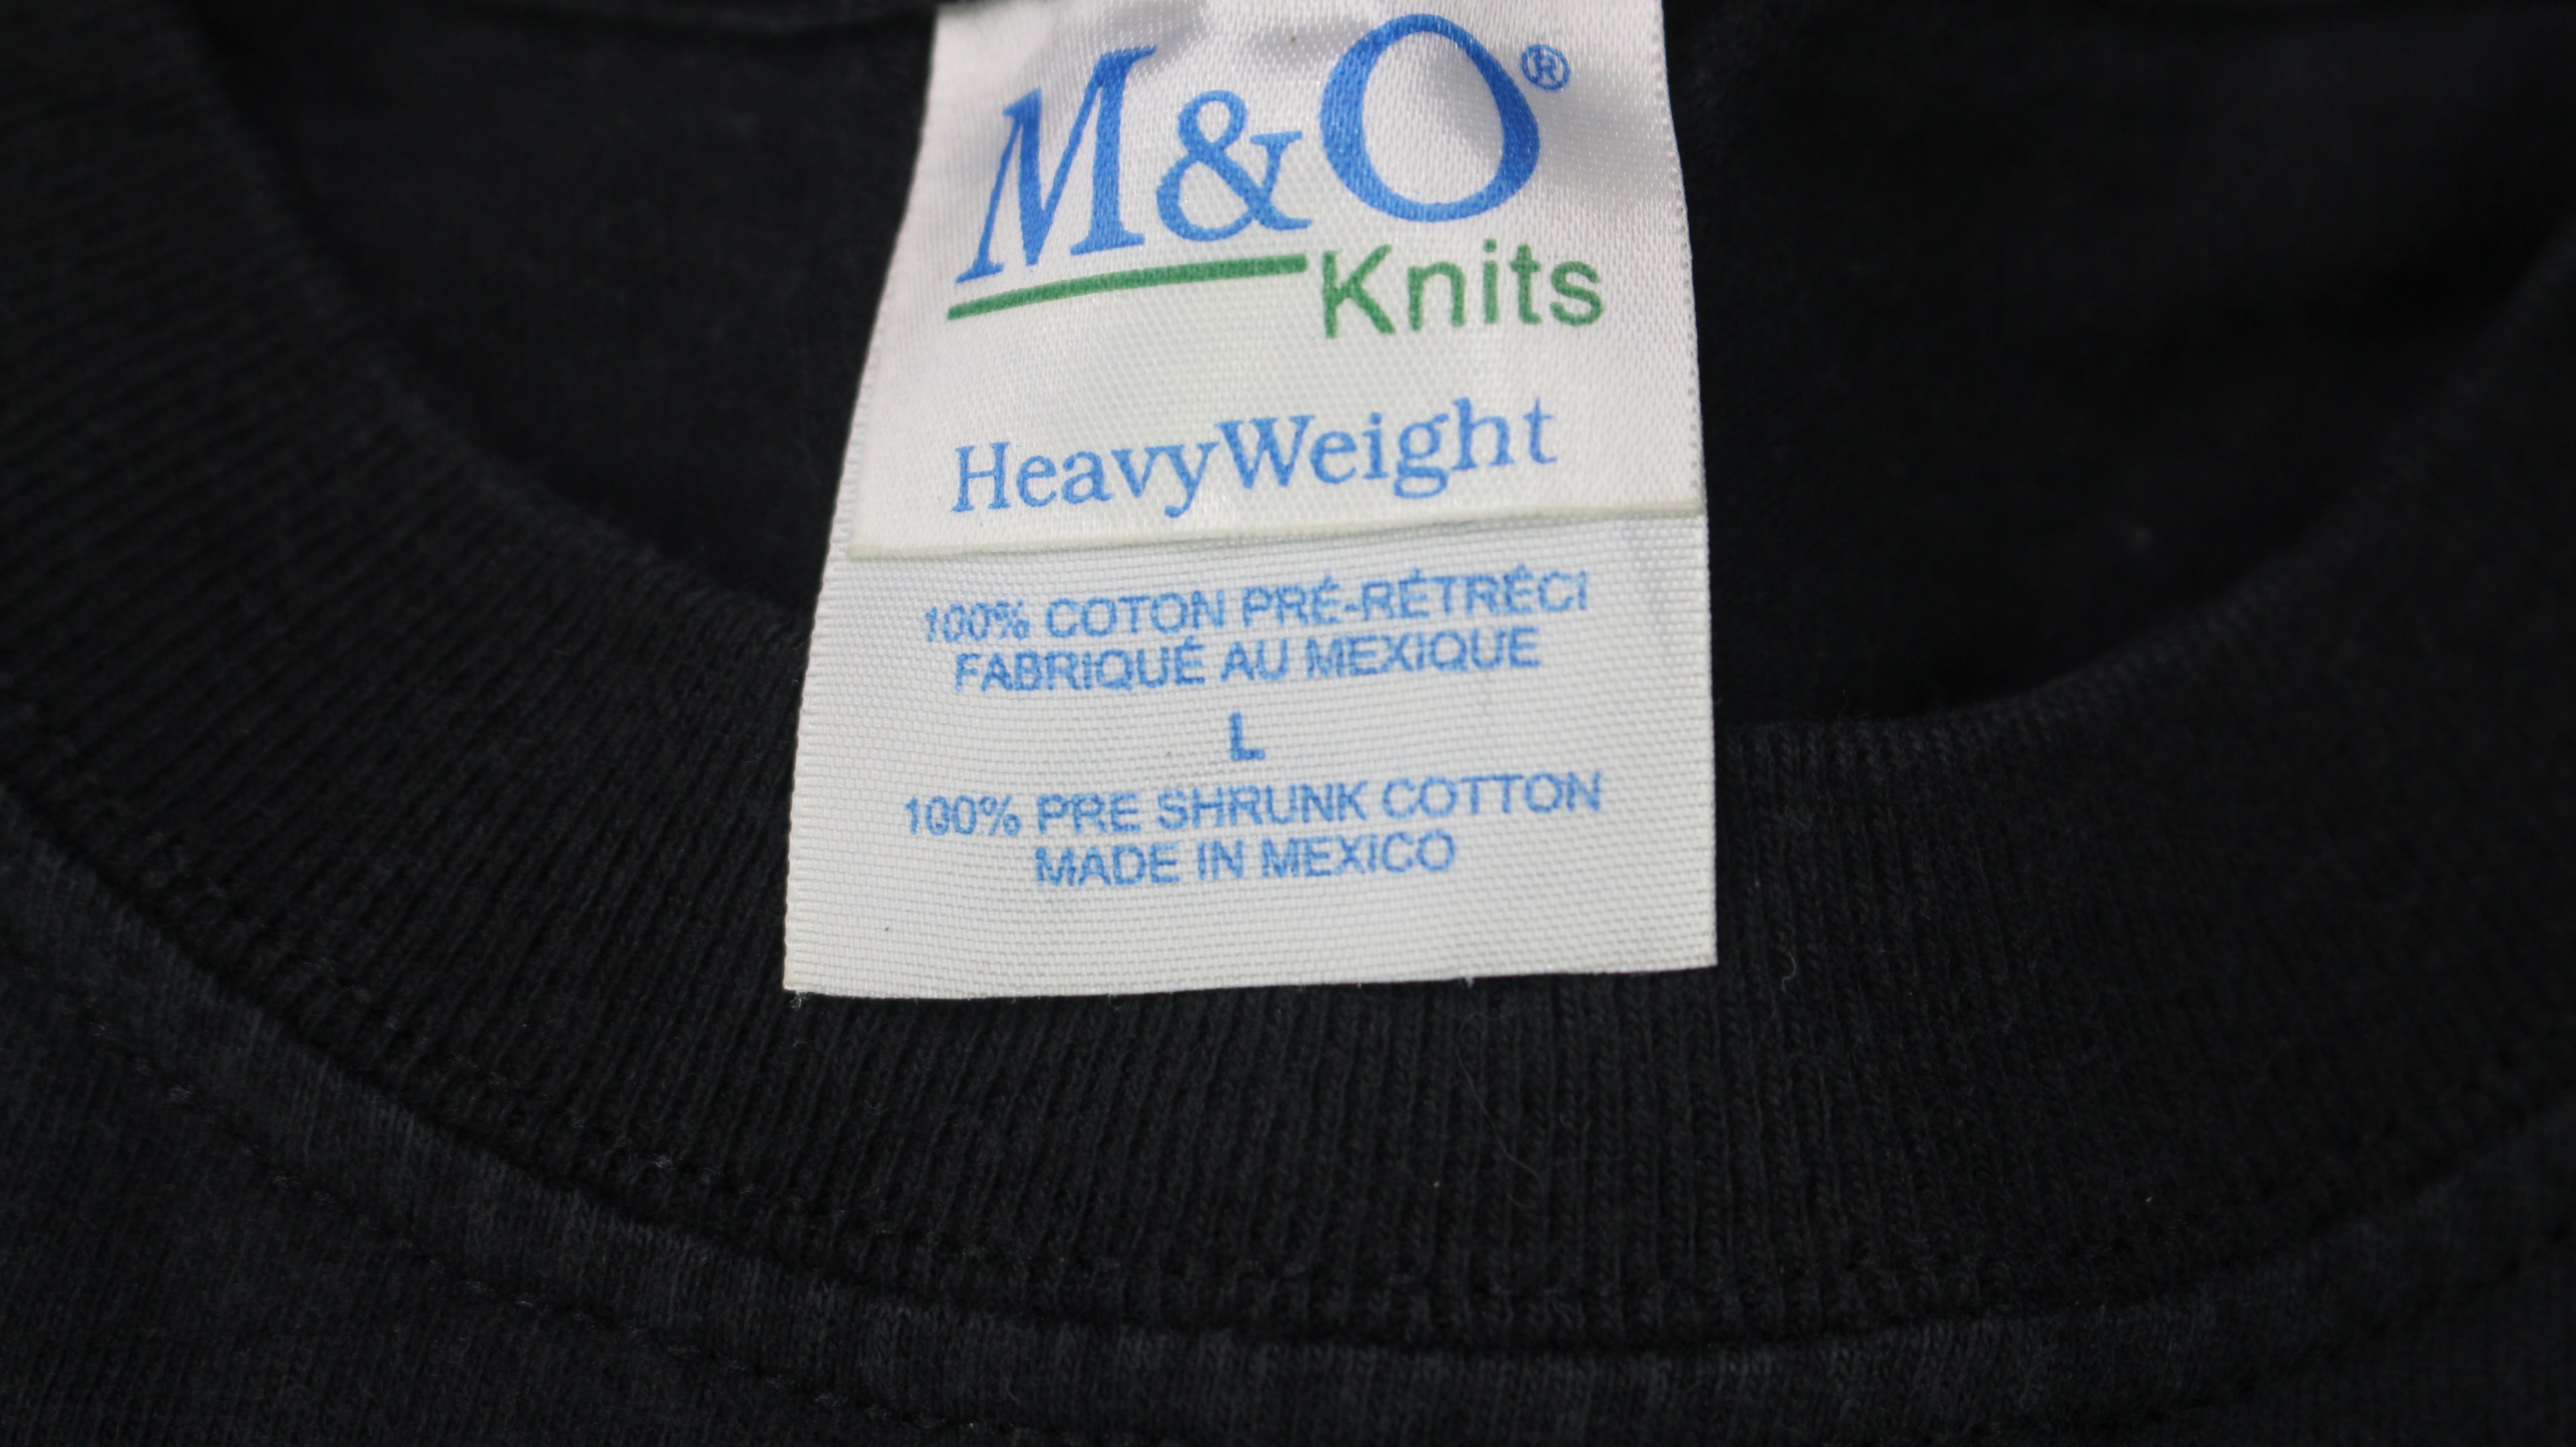 M&O®
Knits
HeavyWeight
100% COTON PRÉ-RÉTRÉCI
FABRIQUÉ AU MEXIQUE
L
100% PRE SHRUNK COTTON
MADE IN MEXICO